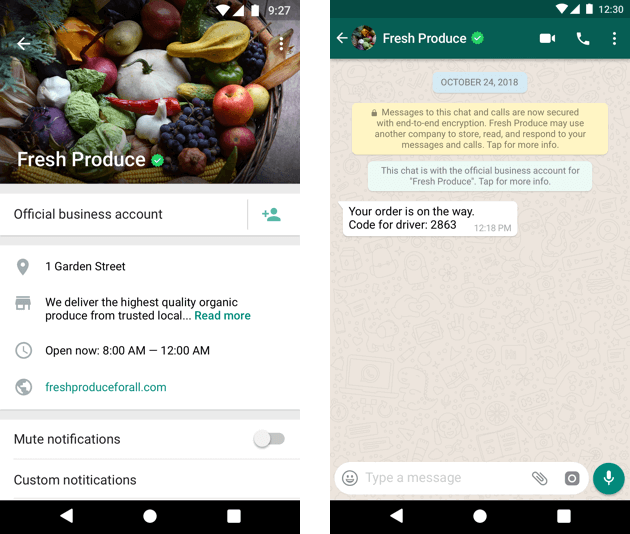 9:27
Fresh Produce
Official business account
1 Garden Street
We deliver the highest quality organic
produce from trusted local... Read more
Open now: 8:00 AM — 12:00 AM
freshproduceforall.com
Mute notifications
Custom notitications
12:30
Fresh Produce
OCTOBER 24, 2018
Messages to this chat and calls are now secured
with end-to-end encryption. Fresh Produce may use
another company to store, read, and respond to your
messages and calls. Tap for more info.
This chat is with the official business account for
"Fresh Produce". Tap for more info.
Your order is on the way.
Code for driver: 2863
12:18 PM
Type a message